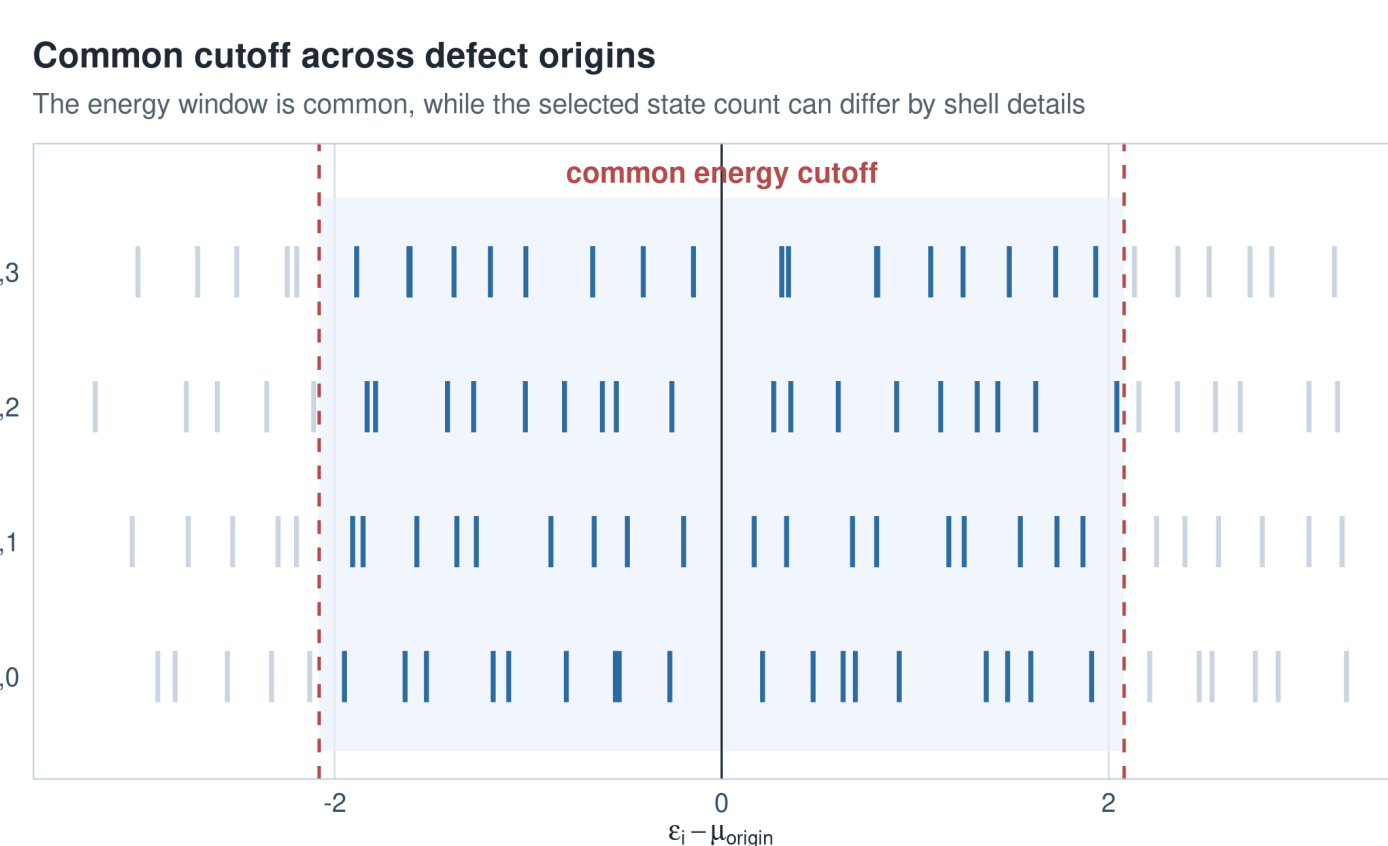 Common cutoff across defect origins
The energy window is common, while the selected state count can differ by shell details
common energy cutoff
,3
,2
,1
,0
-2 0 2
εi − μorigin